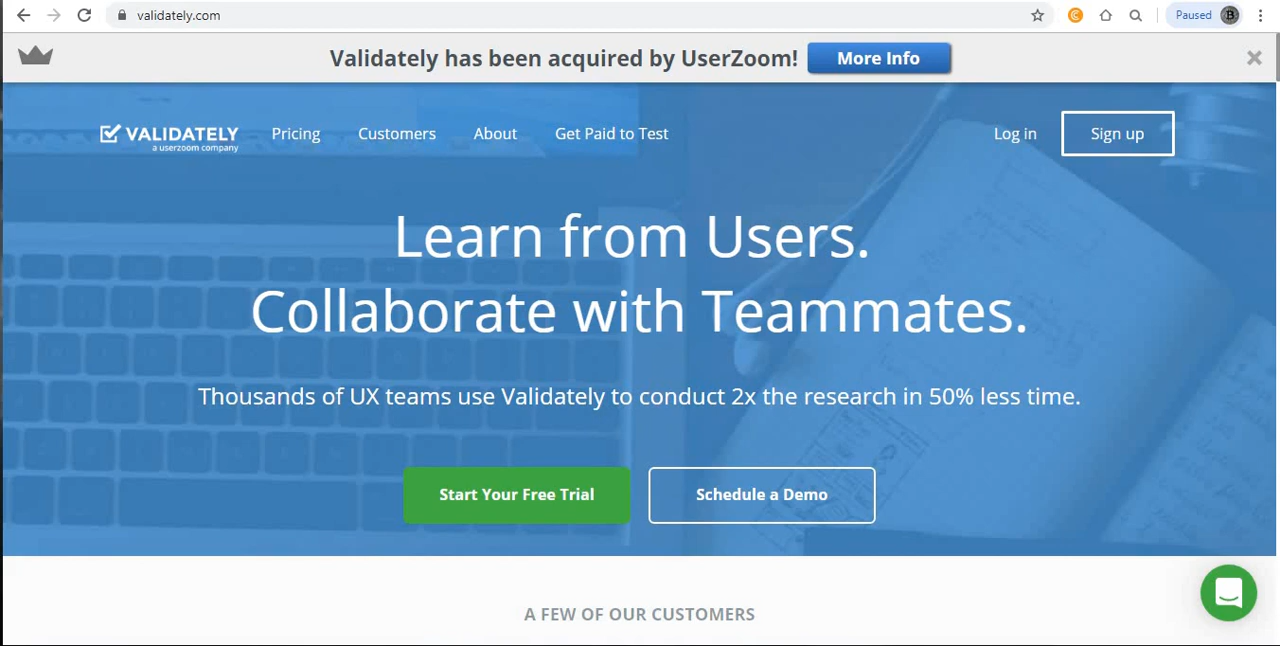 validately.com
Paused
Validately has been acquired by UserZoom! More Info
VALIDATELY
a userzoom company
Pricing
Customers
About
Get Paid to Test
Log in
Sign up
Learn from Users.
Collaborate with Teammates.
Thousands of UX teams use Validately to conduct 2x the research in 50% less time.
Start Your Free Trial
Schedule a Demo
A FEW OF OUR CUSTOMERS